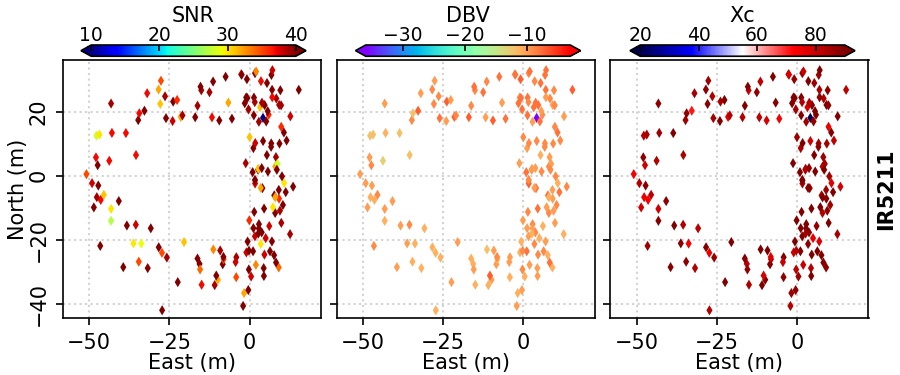 SNR DBV Xc
10 20 30 40 −30 −20 −10 20 40 60 80
North (m)
20
0
−20
−40
IR5211
−50 −25 0 −50 −25 0 −50 −25 0
East (m) East (m) East (m)